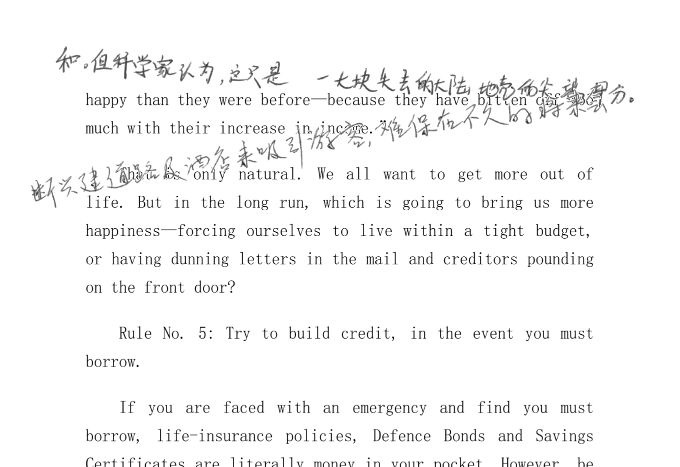 和。但科学家认为,这只是 一大块失去的大陆地壳的
happy than they were before—because they have bitten off too
much with their increase in income."
断兴建道路及酒店来吸引游客,难保在不久的将来
That is only natural. We all want to get more out of
life. But in the long run, which is going to bring us more
happiness—forcing ourselves to live within a tight budget,
or having dunning letters in the mail and creditors pounding
on the front door?
Rule No. 5: Try to build credit, in the event you must
borrow.
If you are faced with an emergency and find you must
borrow, life-insurance policies, Defence Bonds and Savings
Certificates are literally money in your pocket. However, be